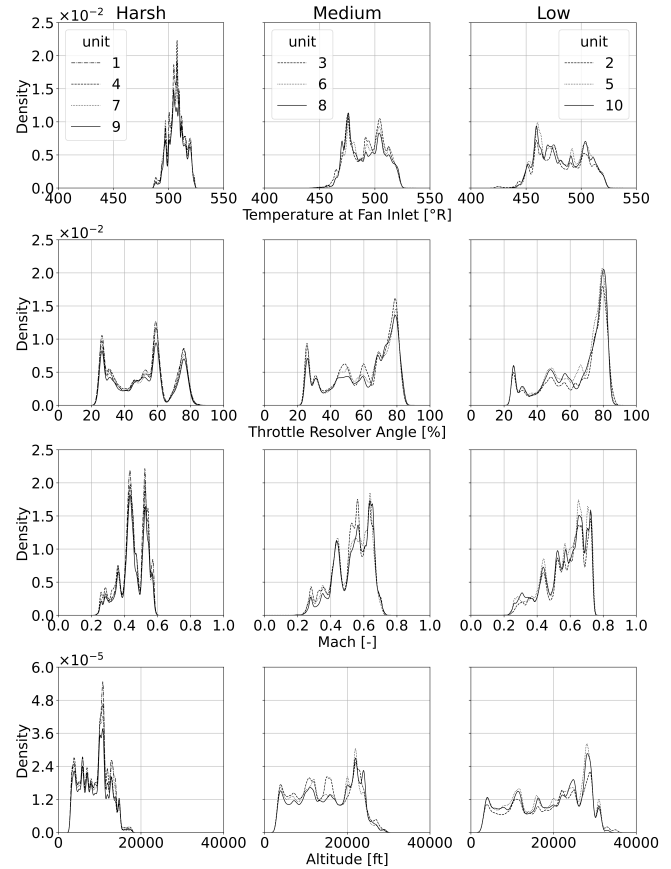 Harsh Medium Low
×10⁻²
2.5
2.0
1.5
1.0
0.5
0.0
Density
unit
1
4
7
9
unit
3
6
8
unit
2
5
10
400 450 500 550 400 450 500 550 400 450 500 550
Temperature at Fan Inlet [°R]
×10⁻²
2.5
2.0
1.5
1.0
0.5
0.0
Density
0 20 40 60 80 100 0 20 40 60 80 100 0 20 40 60 80 100
Throttle Resolver Angle [%]
2.5
2.0
1.5
1.0
0.5
0.0
Density
0.0 0.2 0.4 0.6 0.8 1.0 0.0 0.2 0.4 0.6 0.8 1.0 0.0 0.2 0.4 0.6 0.8 1.0
Mach [-]
×10⁻⁵
6.0
4.8
3.6
2.4
1.2
0.0
Density
0 20000 40000 0 20000 40000 0 20000 40000
Altitude [ft]